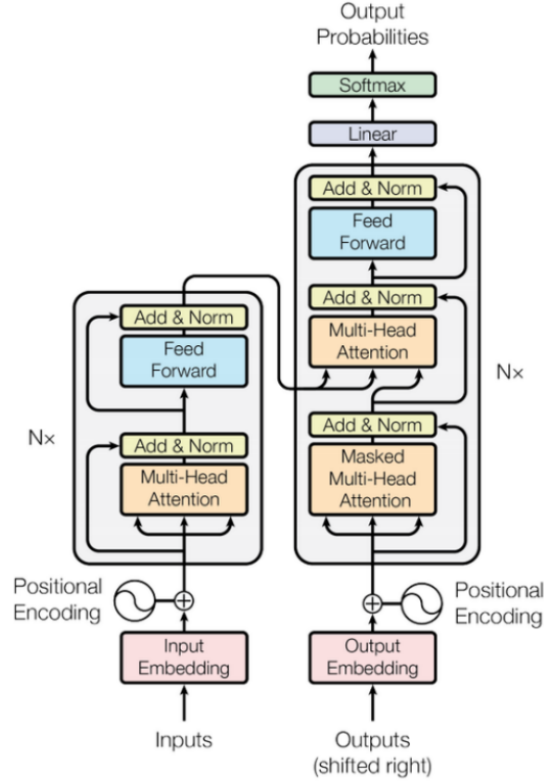 Output
Probabilities
Softmax
Linear
Add & Norm
Feed
Forward
Add & Norm
Multi-Head
Attention
Add & Norm
Masked
Multi-Head
Attention
N×
Add & Norm
Feed
Forward
Add & Norm
Multi-Head
Attention
N×
Positional
Encoding
Positional
Encoding
Input
Embedding
Output
Embedding
Inputs
Outputs
(shifted right)